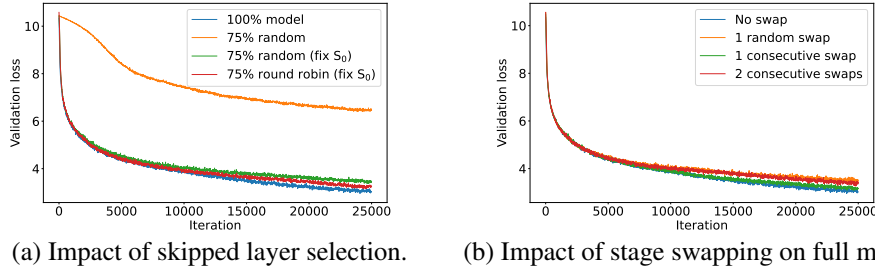 100% model
75% random
75% random (fix S₀)
75% round robin (fix S₀)
10
8
6
4
Validation loss
0 5000 10000 15000 20000 25000
Iteration
(a) Impact of skipped layer selection.
No swap
1 random swap
1 consecutive swap
2 consecutive swaps
10
8
6
4
Validation loss
0 5000 10000 15000 20000 25000
Iteration
(b) Impact of stage swapping on full m